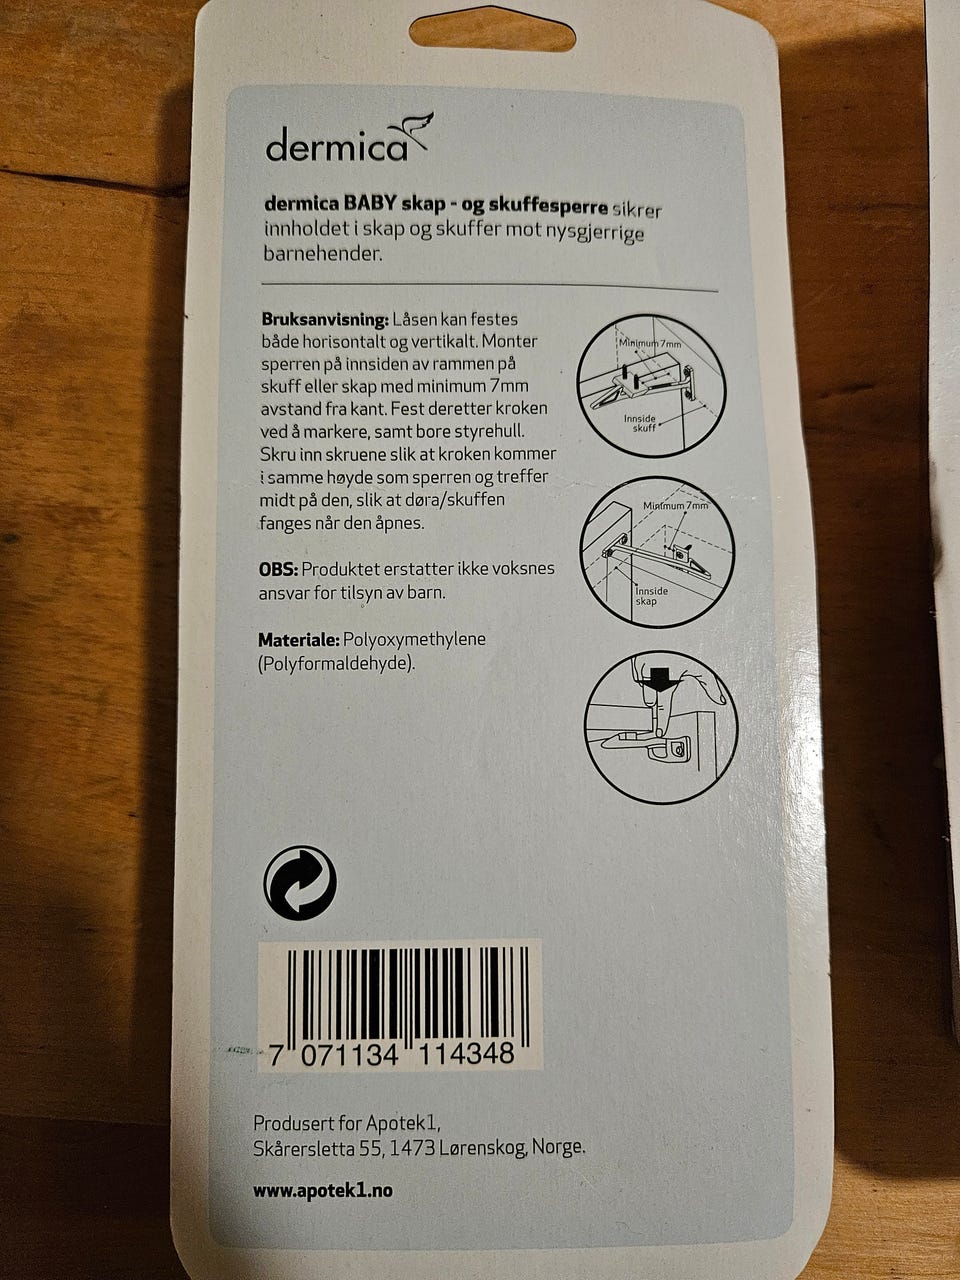 dermica
dermica BABY skap - og skuffesperre sikrer
innholdet i skap og skuffer mot nysgjerrige
barnehender.
Bruksanvisning: Låsen kan festes
både horisontalt og vertikalt. Monter
sperren på innsiden av rammen på
skuff eller skap med minimum 7mm
avstand fra kant. Fest deretter kroken
ved å markere, samt bore styrehull.
Skru inn skruene slik at kroken kommer
i samme høyde som sperren og treffer
midt på den, slik at døra/skuffen
fanges når den åpnes.
OBS: Produktet erstatter ikke voksnes
ansvar for tilsyn av barn.
Materiale: Polyoxymethylene
(Polyformaldehyde).
Minimum 7mm
Innside
skuff
Minimum 7mm
Innside
skap
7 071134 114348
Produsert for Apotek1,
Skårersletta 55, 1473 Lørenskog, Norge.
www.apotek1.no